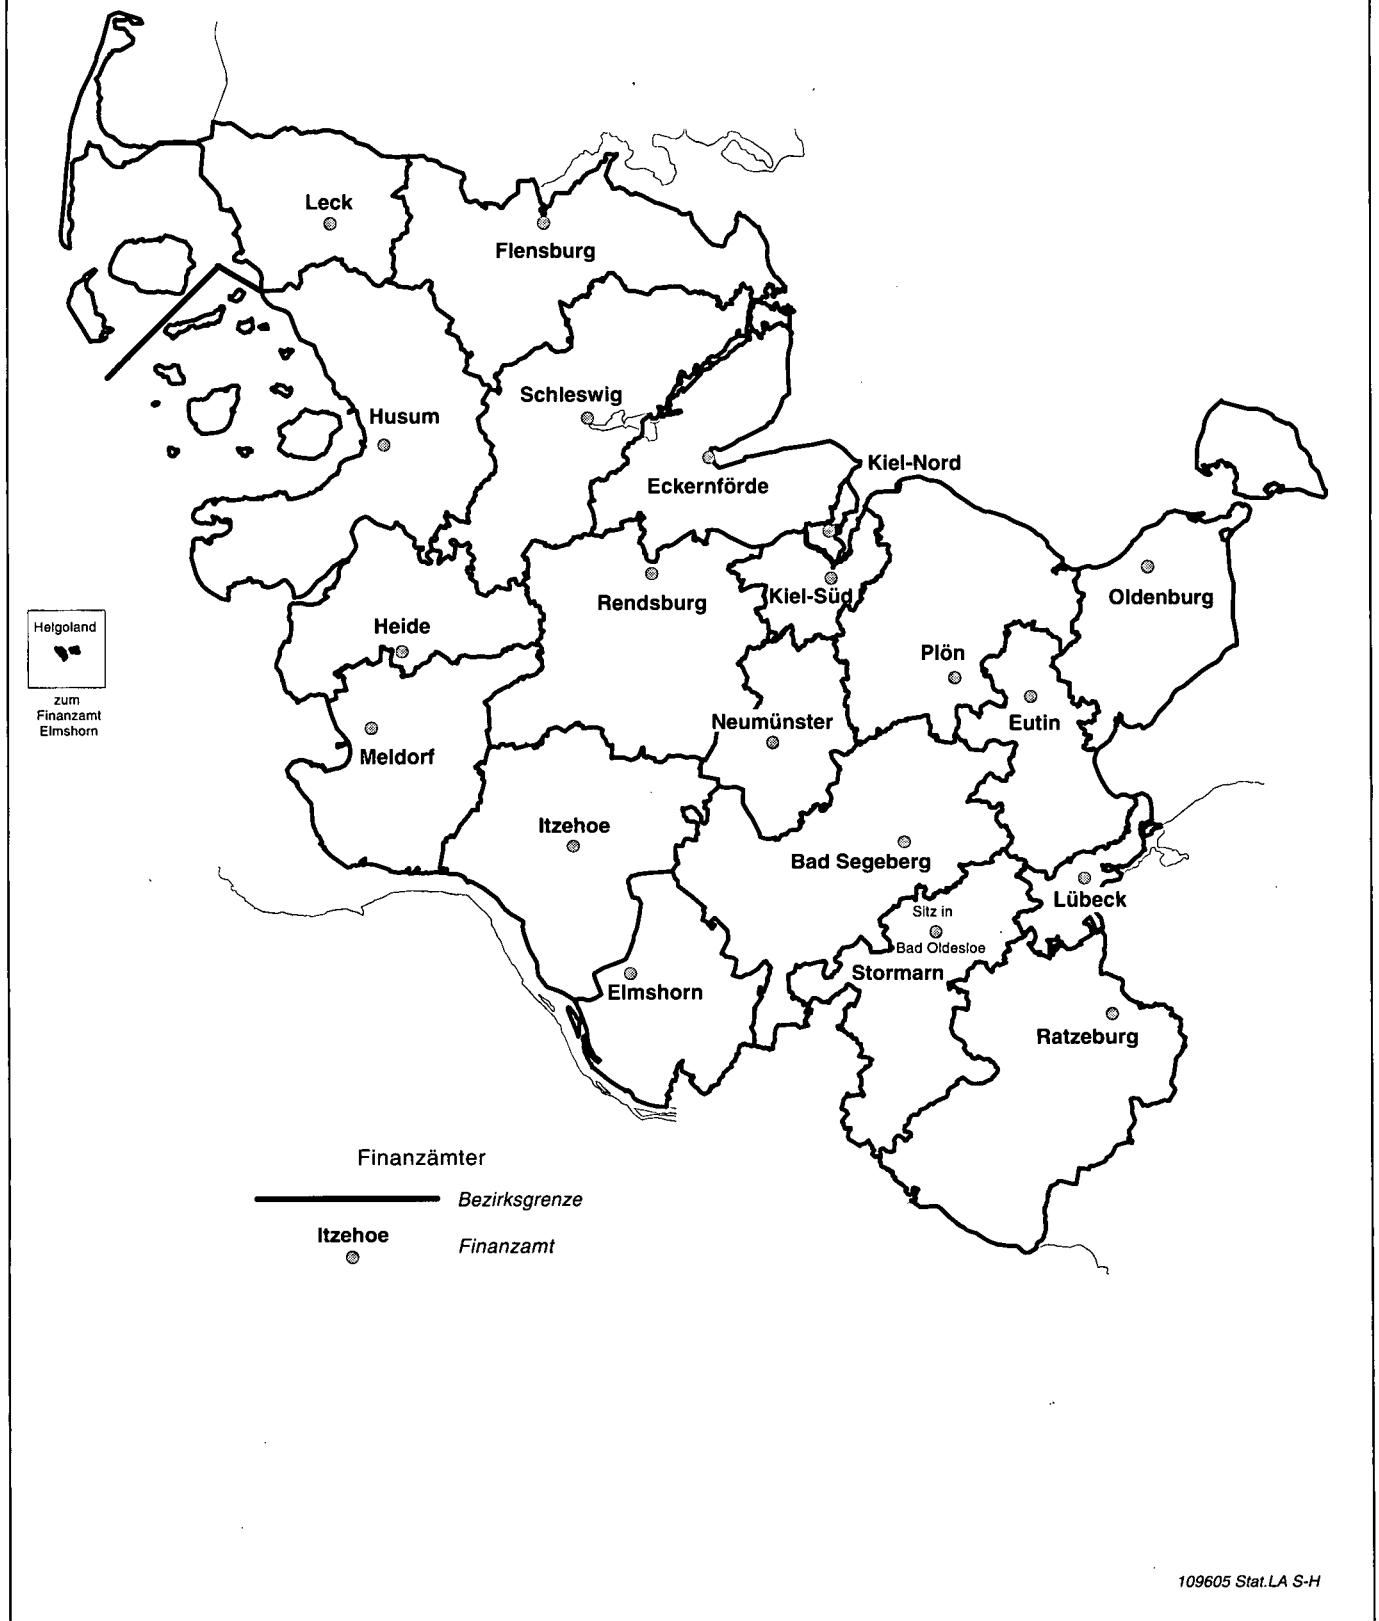 Leck
Flensburg
Schleswig
Husum
Kiel-Nord
Eckernförde
Oldenburg
Kiel-Süd
Rendsburg
Heide
Helgoland
zum
Finanzamt
Elmshorn
Plön
Neumünster
Eutin
Meldorf
Itzehoe
Bad Segeberg
Lübeck
Sitz in
Bad Oldesloe
Stormarn
Elmshorn
Ratzeburg
Finanzämter
Bezirksgrenze
Itzehoe
Finanzamt
109605 Stat.LA S-H